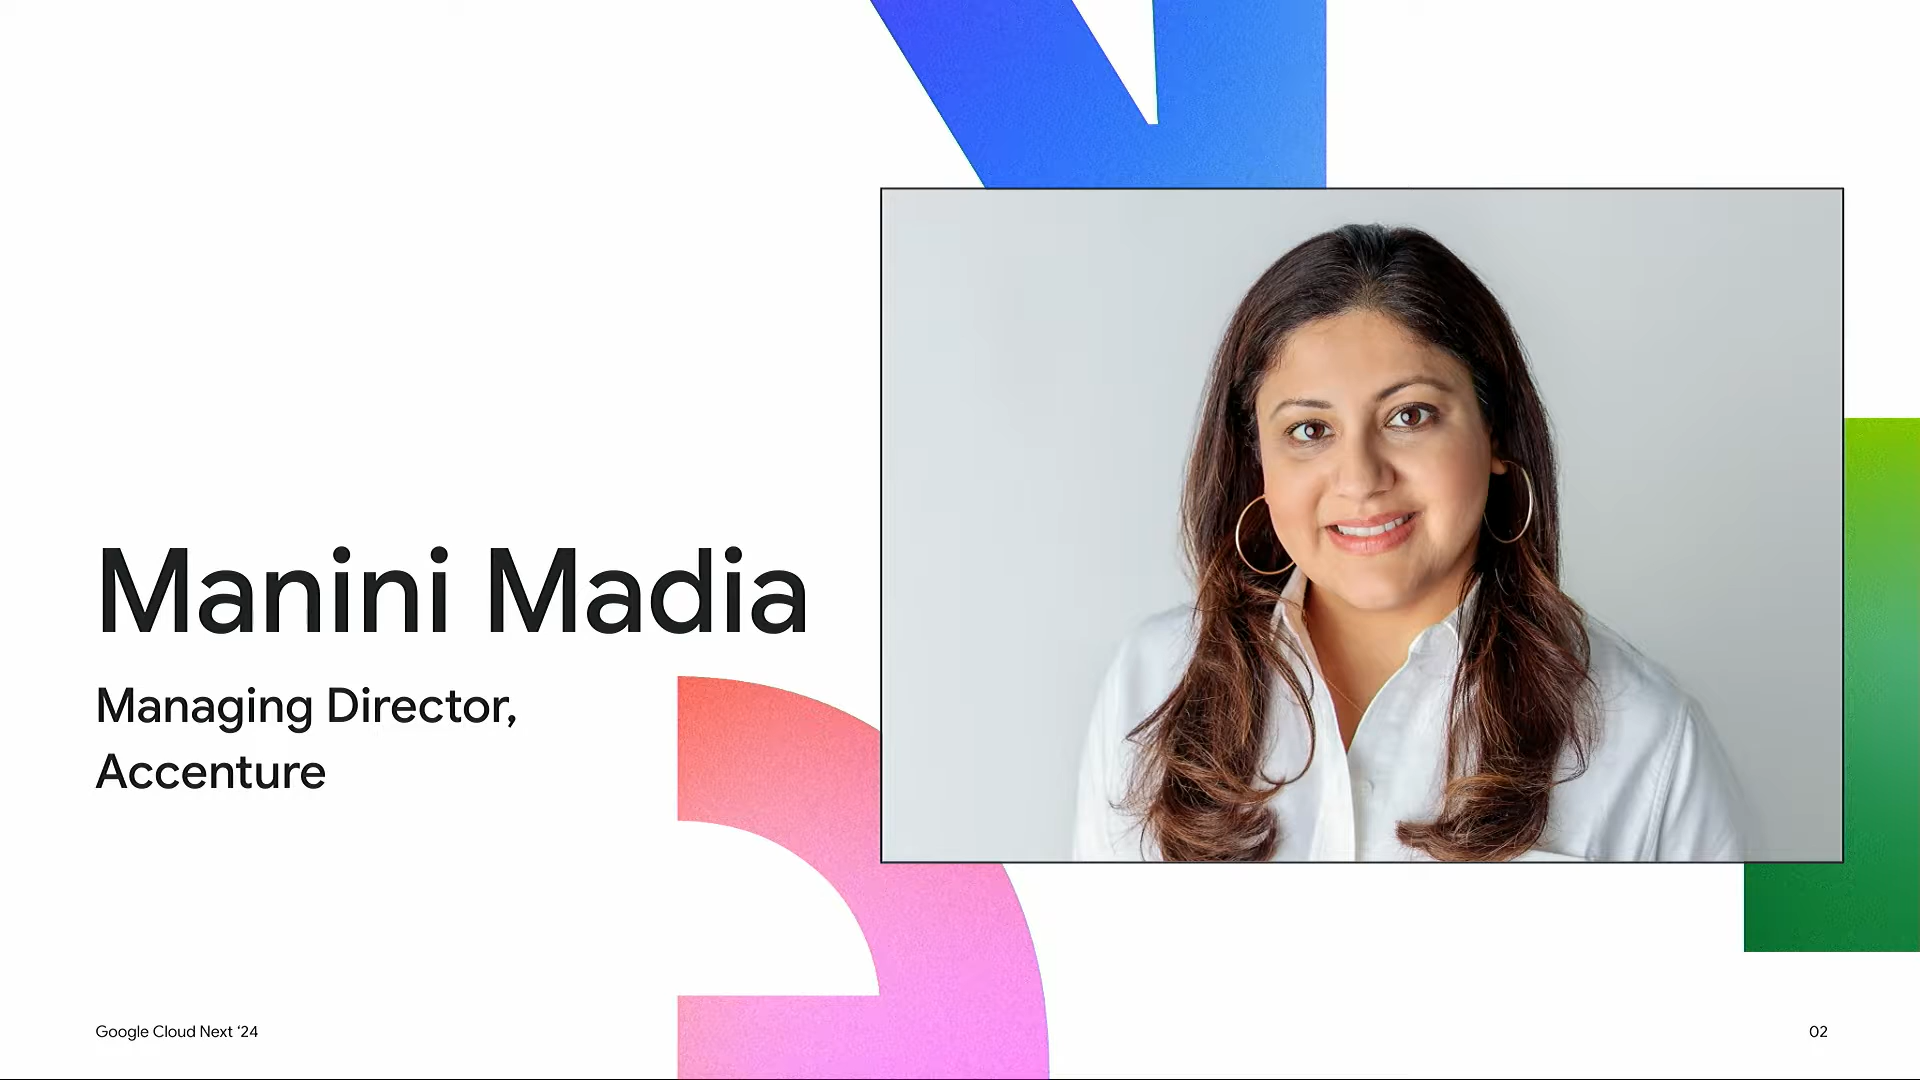 Manini Madia
Managing Director,
Accenture
Google Cloud Next ‘24
02